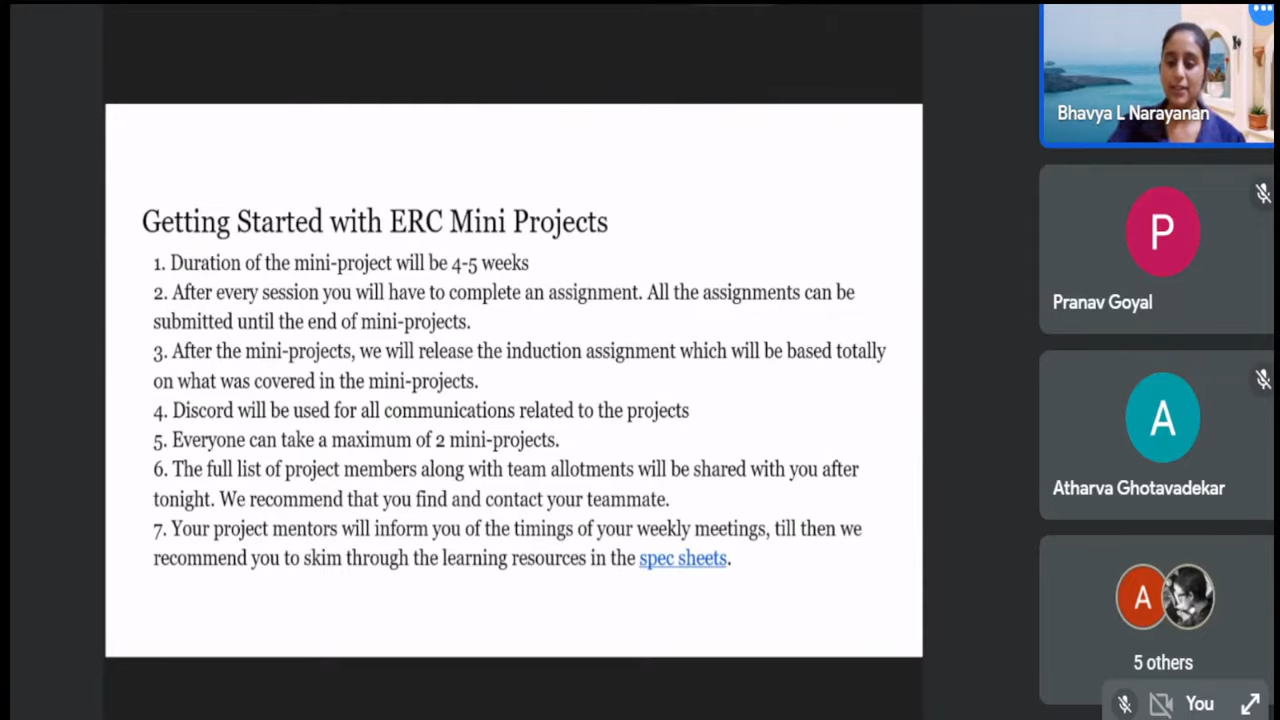 Getting Started with ERC Mini Projects
1. Duration of the mini-project will be 4-5 weeks
2. After every session you will have to complete an assignment. All the assignments can be
submitted until the end of mini-projects.
3. After the mini-projects, we will release the induction assignment which will be based totally
on what was covered in the mini-projects.
4. Discord will be used for all communications related to the projects
5. Everyone can take a maximum of 2 mini-projects.
6. The full list of project members along with team allotments will be shared with you after
tonight. We recommend that you find and contact your teammate.
7. Your project mentors will inform you of the timings of your weekly meetings, till then we
recommend you to skim through the learning resources in the spec sheets.
Bhavya L Narayanan
P
Pranav Goyal
A
Atharva Ghotavadekar
A
5 others
You